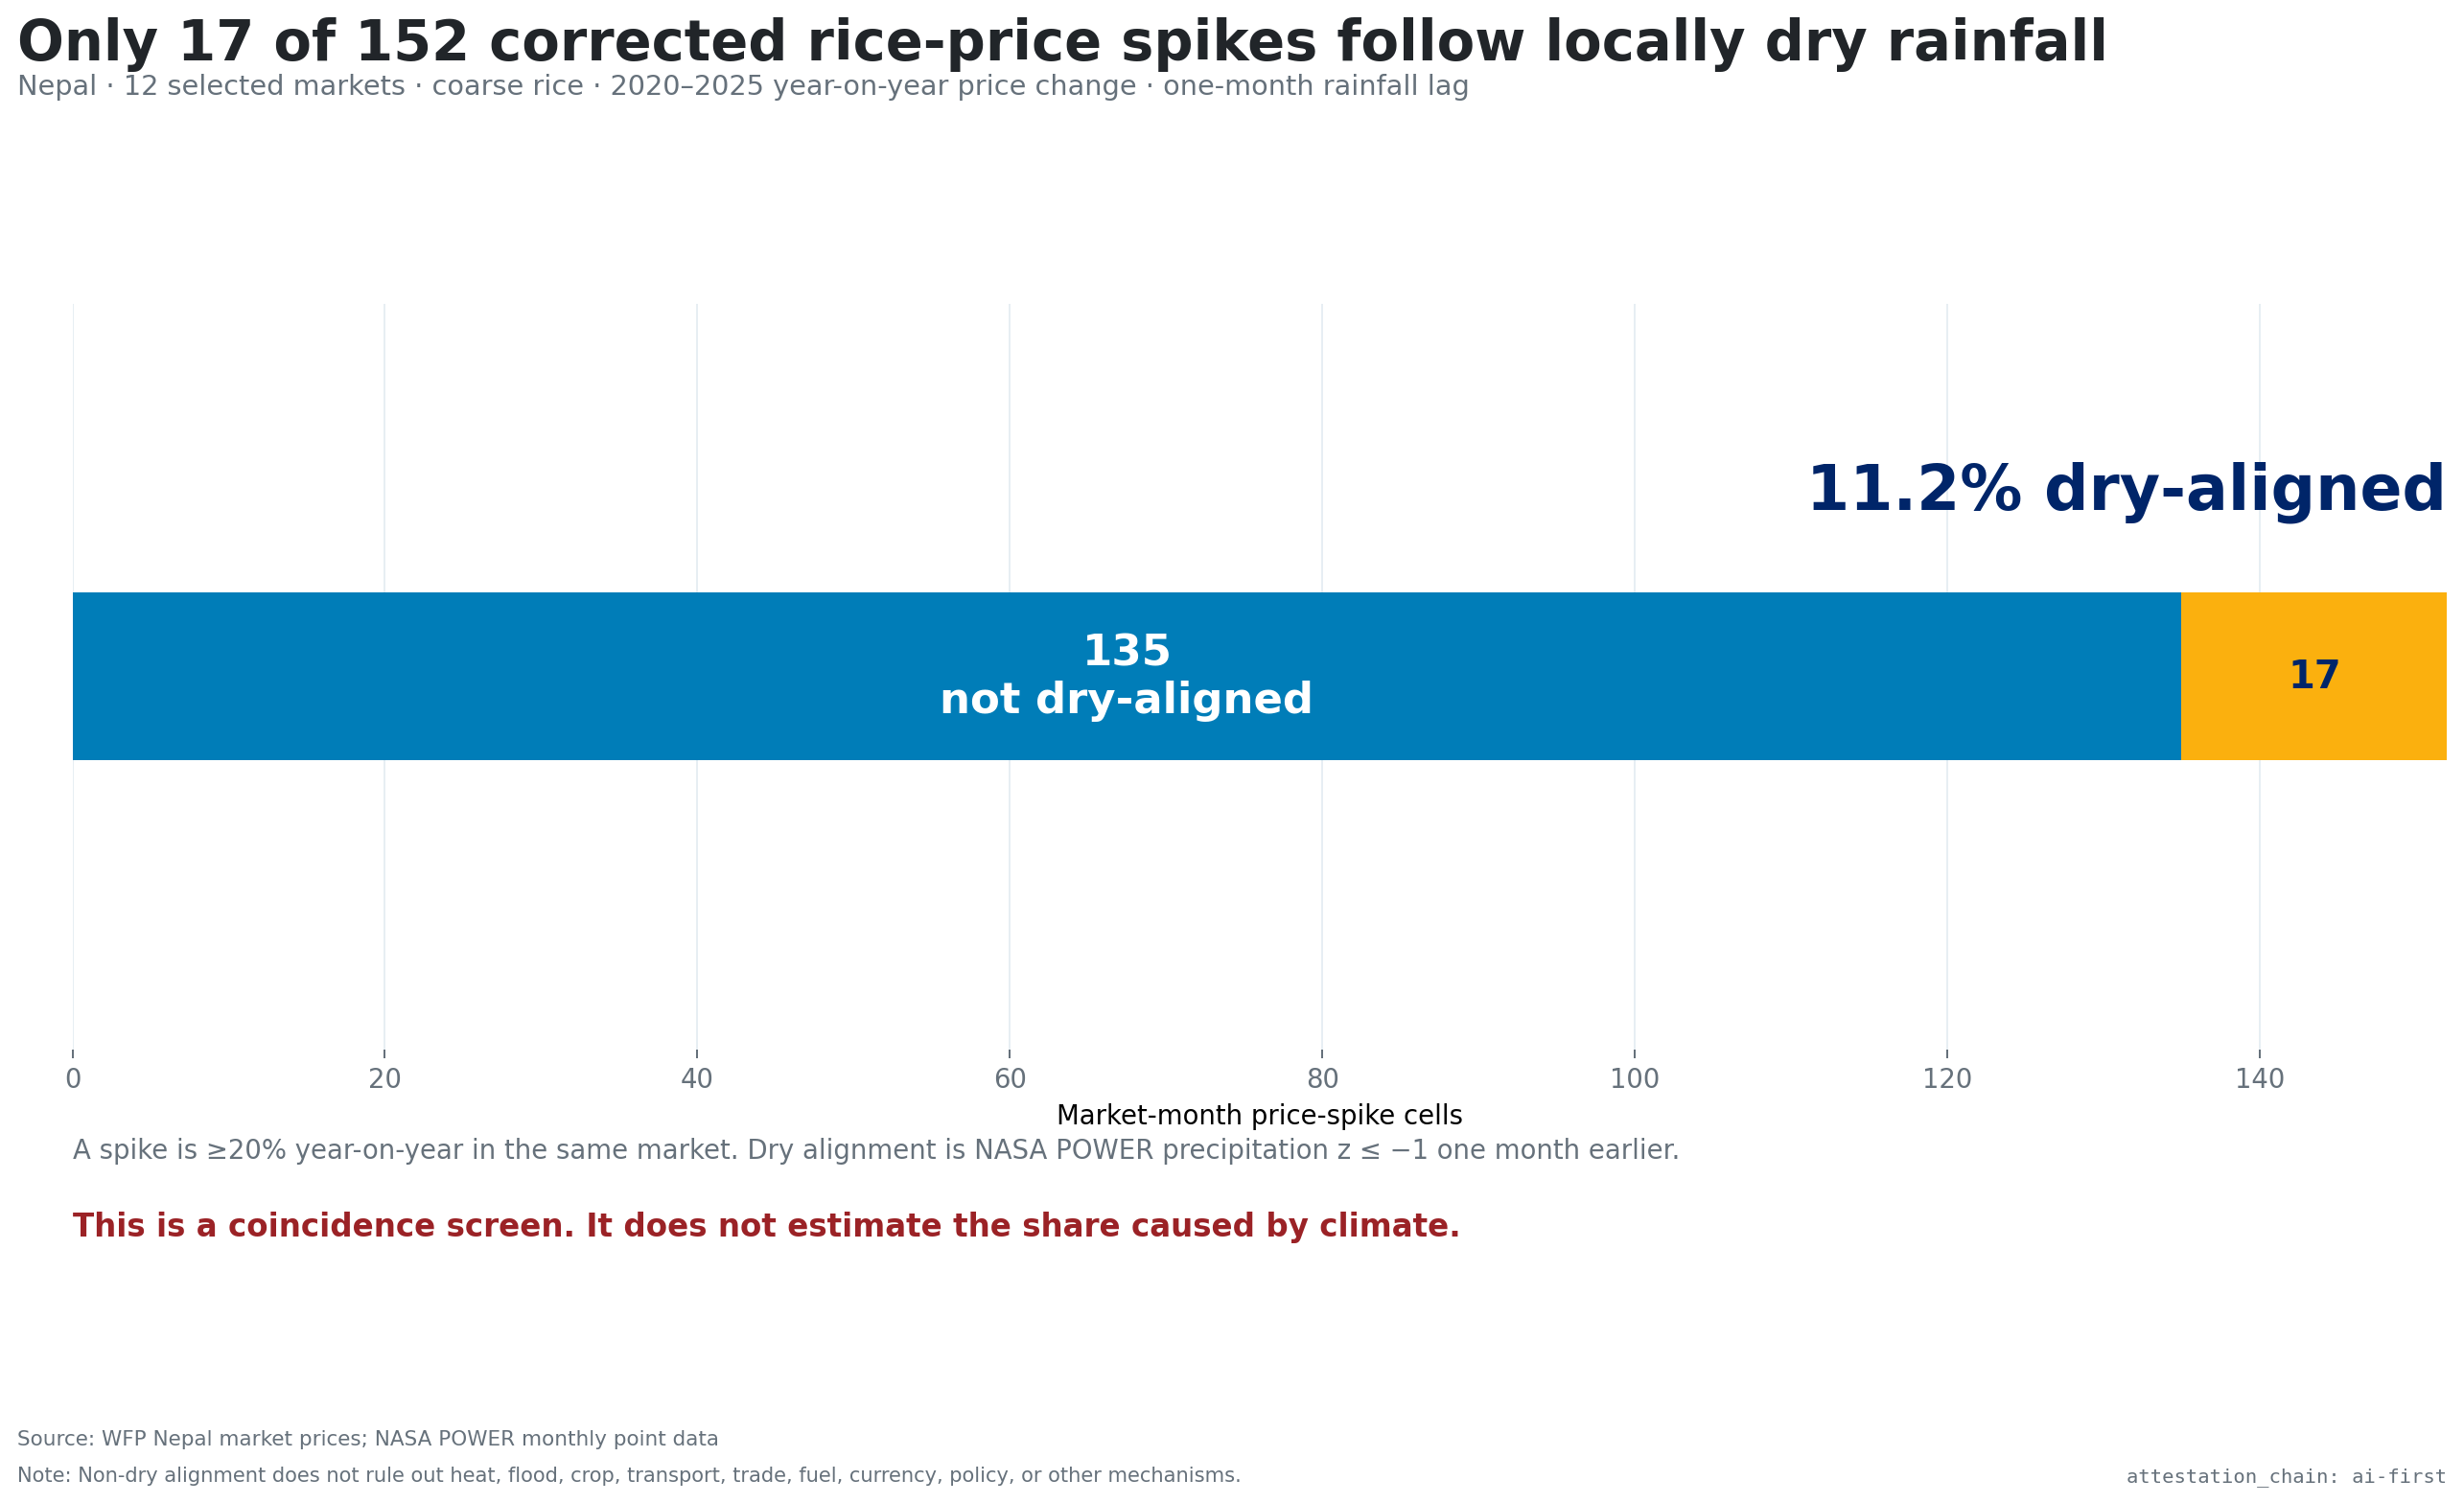 Only 17 of 152 corrected rice-price spikes follow locally dry rainfall
Nepal · 12 selected markets · coarse rice · 2020–2025 year-on-year price change · one-month rainfall lag
11.2% dry-aligned
135
not dry-aligned
17
0 20 40 60 80 100 120 140
Market-month price-spike cells
A spike is ≥20% year-on-year in the same market. Dry alignment is NASA POWER precipitation z ≤ −1 one month earlier.
This is a coincidence screen. It does not estimate the share caused by climate.
Source: WFP Nepal market prices; NASA POWER monthly point data
Note: Non-dry alignment does not rule out heat, flood, crop, transport, trade, fuel, currency, policy, or other mechanisms.
attestation_chain: ai-first